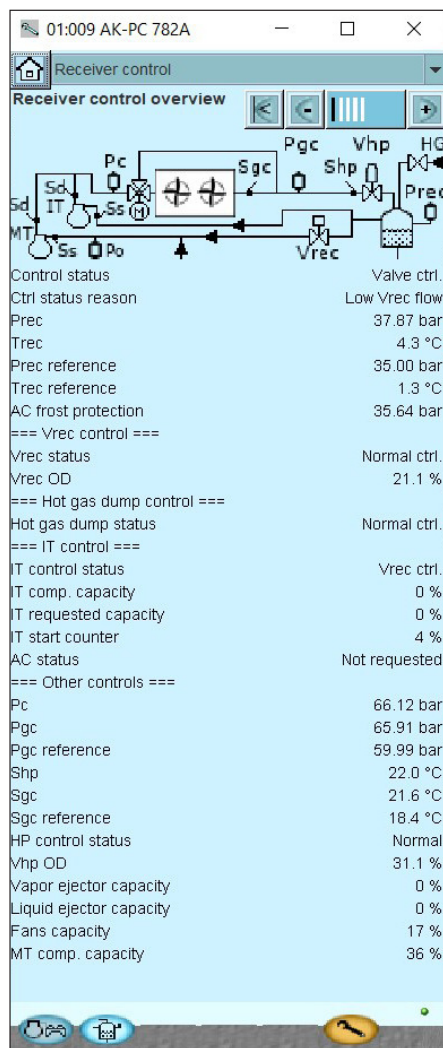 01:009 AK-PC 782A
Receiver control
Receiver control overview
Pgc Vhp HG
Pc Sgc Shp
Sd Prec
Sd IT Ss M
MT Ss Po Vrec
Control status Valve ctrl.
Ctrl status reason Low Vrec flow
Prec 37.87 bar
Trec 4.3 °C
Prec reference 35.00 bar
Trec reference 1.3 °C
AC frost protection 35.64 bar
=== Vrec control ===
Vrec status Normal ctrl.
Vrec OD 21.1 %
=== Hot gas dump control ===
Hot gas dump status Normal ctrl.
=== IT control ===
IT control status Vrec ctrl.
IT comp. capacity 0 %
IT requested capacity 0 %
IT start counter 4 %
AC status Not requested
=== Other controls ===
Pc 66.12 bar
Pgc 65.91 bar
Pgc reference 59.99 bar
Shp 22.0 °C
Sgc 21.6 °C
Sgc reference 18.4 °C
HP control status Normal
Vhp OD 31.1 %
Vapor ejector capacity 0 %
Liquid ejector capacity 0 %
Fans capacity 17 %
MT comp. capacity 36 %